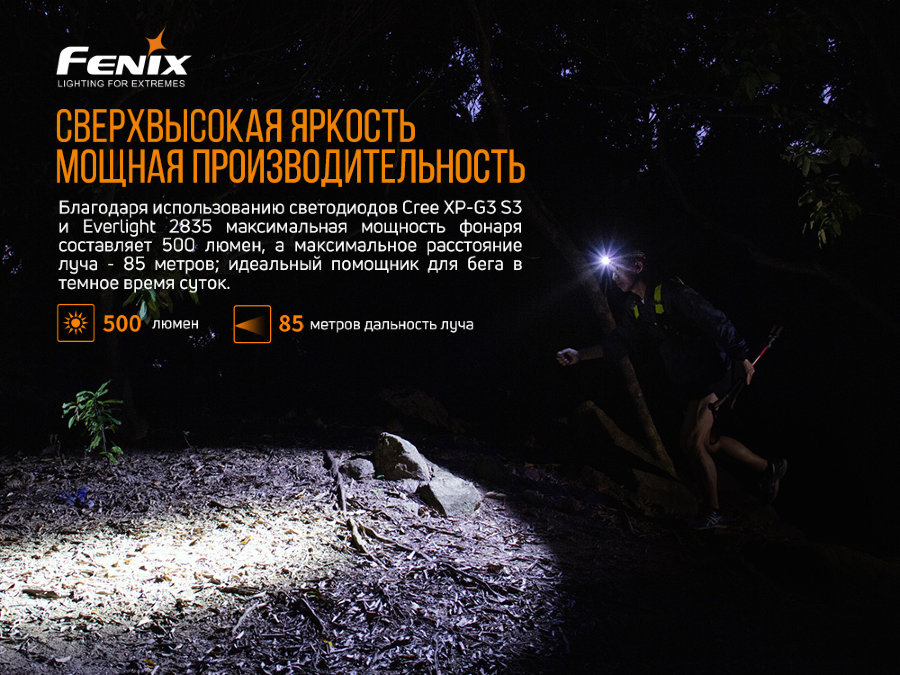 FENIX
LIGHTING FOR EXTREMES
СВЕРХВЫСОКАЯ ЯРКОСТЬ
МОЩНАЯ ПРОИЗВОДИТЕЛЬНОСТЬ
Благодаря использованию светодиодов Cree XP-G3 S3
и Everlight 2835 максимальная мощность фонаря
составляет 500 люмен, а максимальное расстояние
луча - 85 метров; идеальный помощник для бега в
темное время суток.
500 люмен 85 метров дальность луча